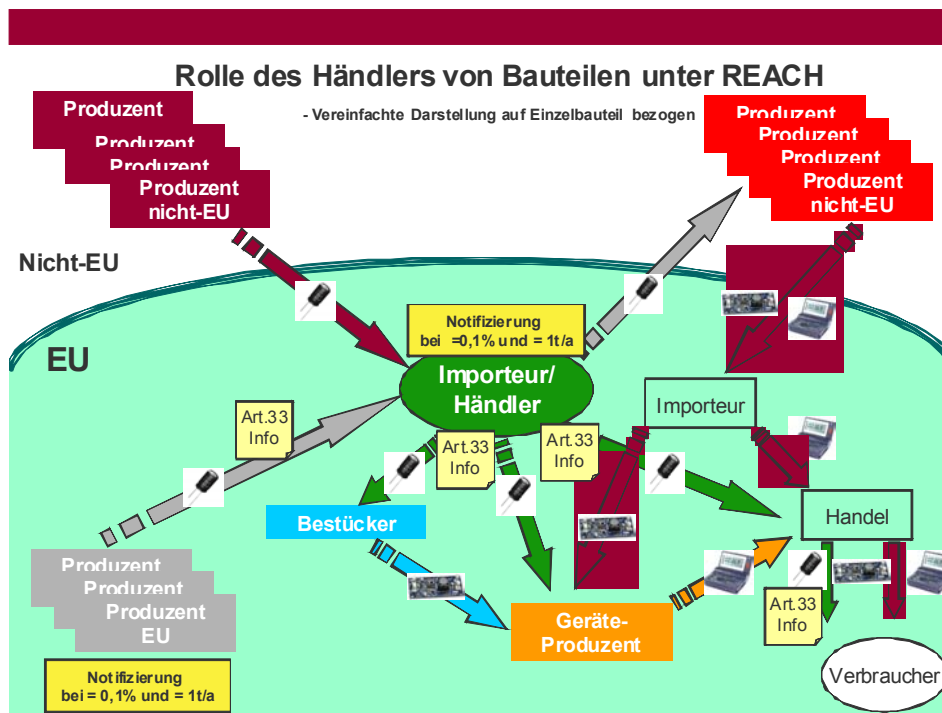 Rolle des Händlers von Bauteilen unter REACH
- Vereinfachte Darstellung auf Einzelbauteil bezogen
Produzent
Produzent
Produzent
Produzent
nicht-EU
Produzent
Produzent
Produzent
Produzent
nicht-EU
Nicht-EU
EU
Notifizierung
bei =0,1% und = 1t/a
Importeur/
Händler
Importeur
Art.33
Info
Art.33
Info
Art.33
Info
Bestücker
Handel
Produzent
Produzent
Produzent
EU
Geräte-
Produzent
Art.33
Info
Notifizierung
bei = 0,1% und = 1t/a
Verbraucher